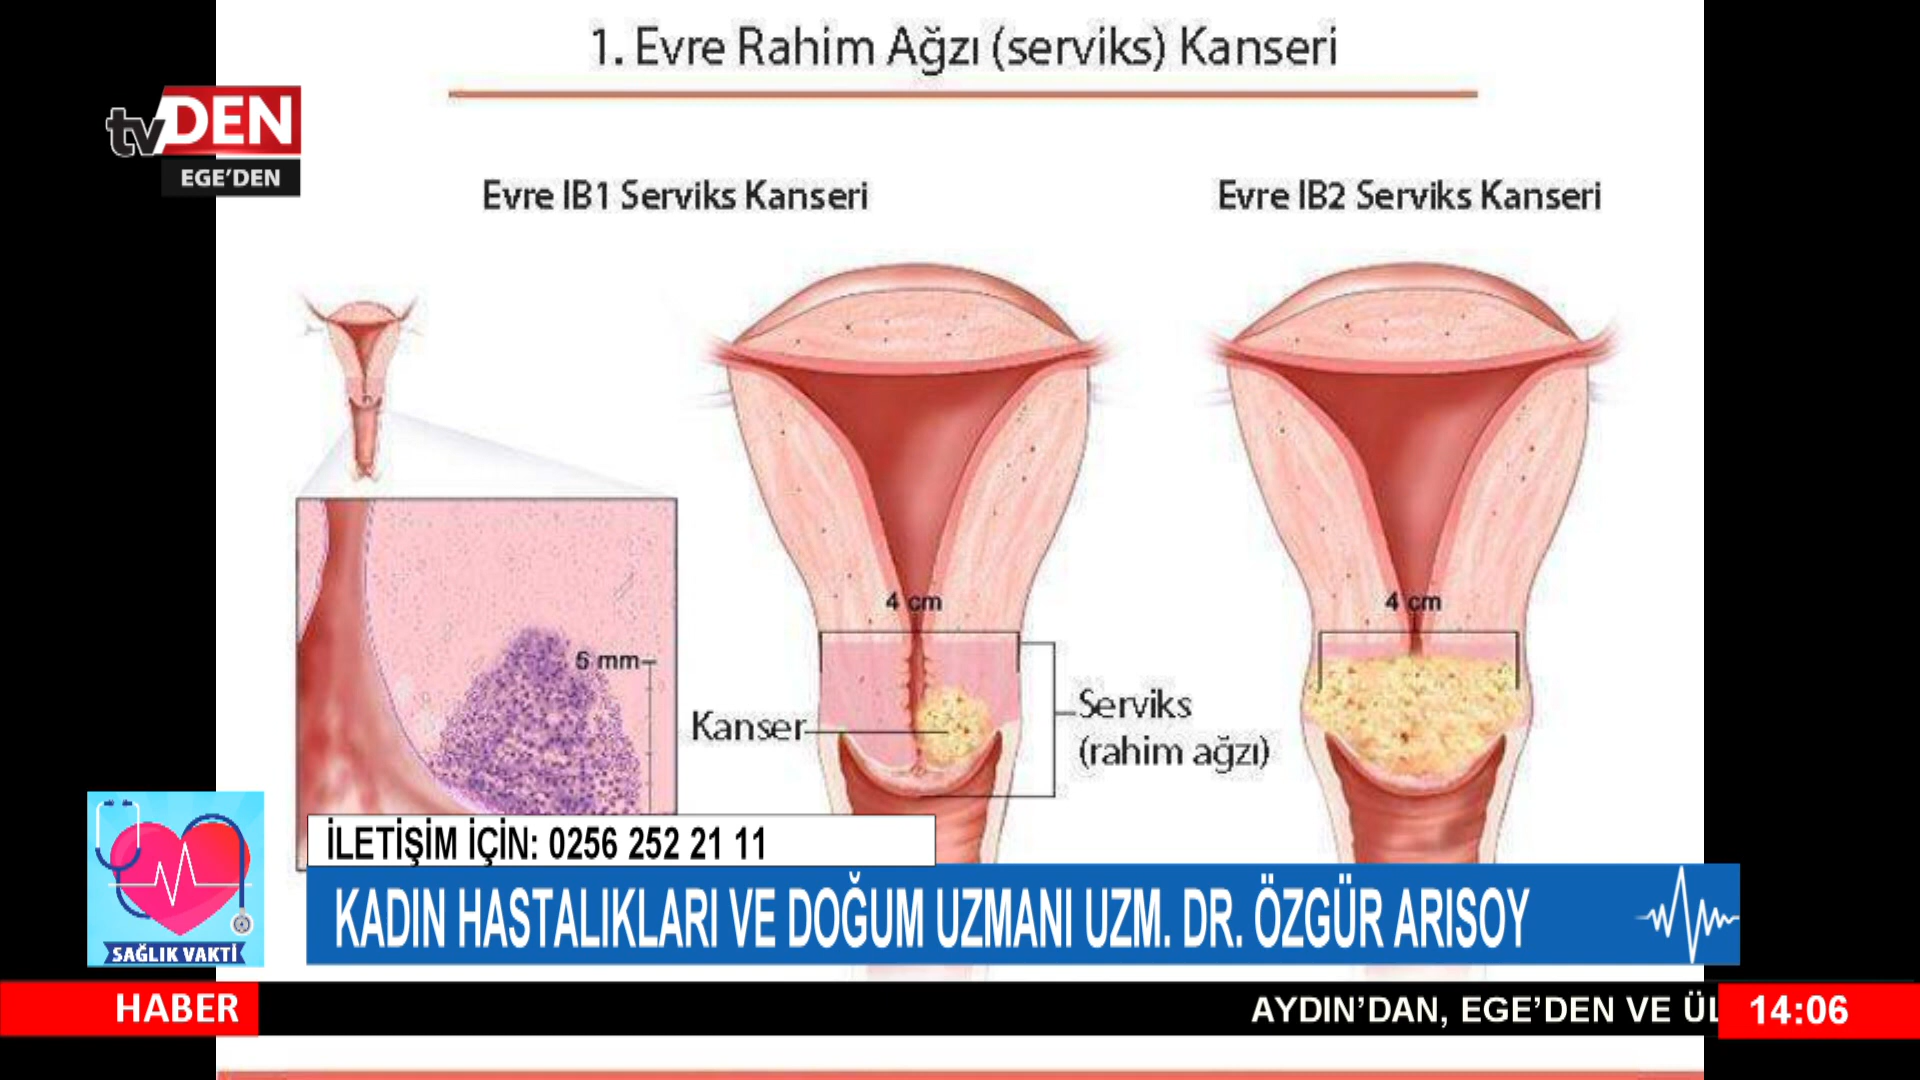 1. Evre Rahim Ağzı (serviks) Kanseri
tvDEN
EGE'DEN
Evre IB1 Serviks Kanseri
Evre IB2 Serviks Kanseri
4 cm
4 cm
5 mm
Kanser
Serviks
(rahim ağzı)
İLETİŞİM İÇİN: 0256 252 21 11
KADIN HASTALIKLARI VE DOĞUM UZMANI UZM. DR. ÖZGÜR ARISOY
SAĞLIK VAKTİ
HABER
AYDIN'DAN, EGE'DEN VE ÜL
14:06